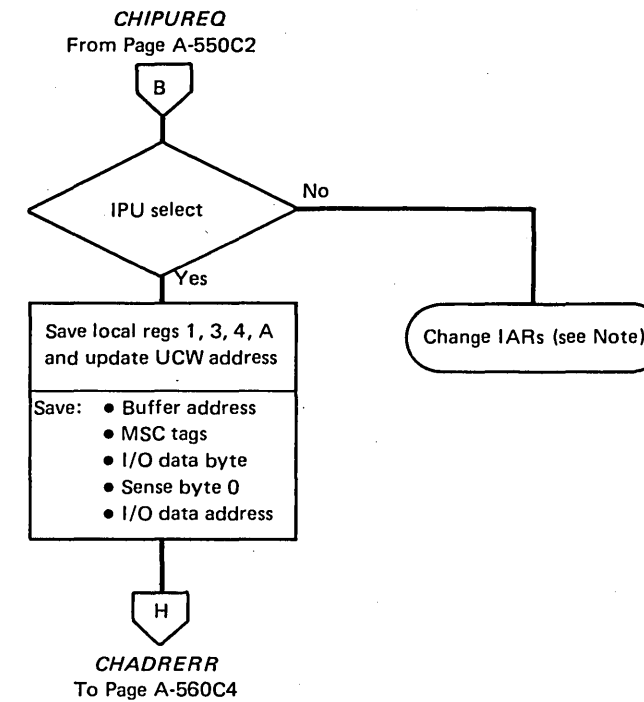 CHIPUREQ
From Page A-550C2
B
IPU select
No
Yes
Save local regs 1, 3, 4, A
and update UCW address
Change IARs (see Note)
Save: • Buffer address
• MSC tags
• I/O data byte
• Sense byte 0
• I/O data address
H
CHADRERR
To Page A-560C4